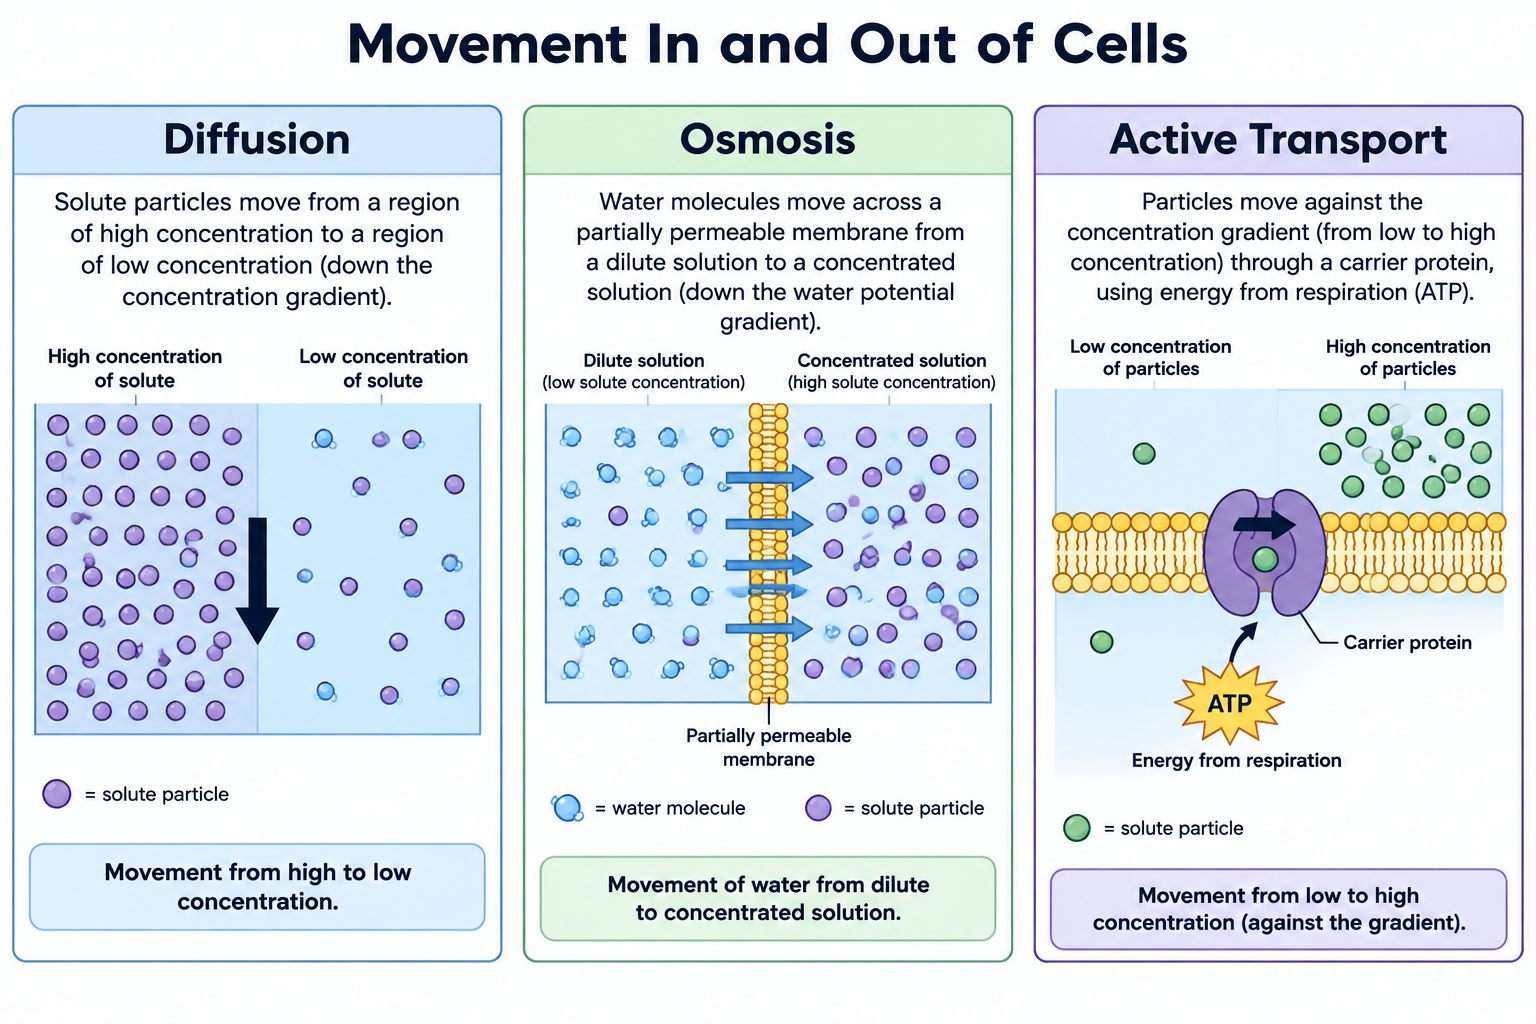 Movement In and Out of Cells
Diffusion
Solute particles move from a region
of high concentration to a region
of low concentration (down the
concentration gradient).
High concentration
of solute
Low concentration
of solute
= solute particle
Movement from high to low
concentration.
Osmosis
Water molecules move across a
partially permeable membrane from
a dilute solution to a concentrated
solution (down the water potential
gradient).
Dilute solution
(low solute concentration)
Concentrated solution
(high solute concentration)
Partially permeable
membrane
= water molecule
= solute particle
Movement of water from dilute
to concentrated solution.
Active Transport
Particles move against the
concentration gradient (from low to high
concentration) through a carrier protein,
using energy from respiration (ATP).
Low concentration
of particles
High concentration
of particles
Carrier protein
ATP
Energy from respiration
= solute particle
Movement from low to high
concentration (against the gradient).